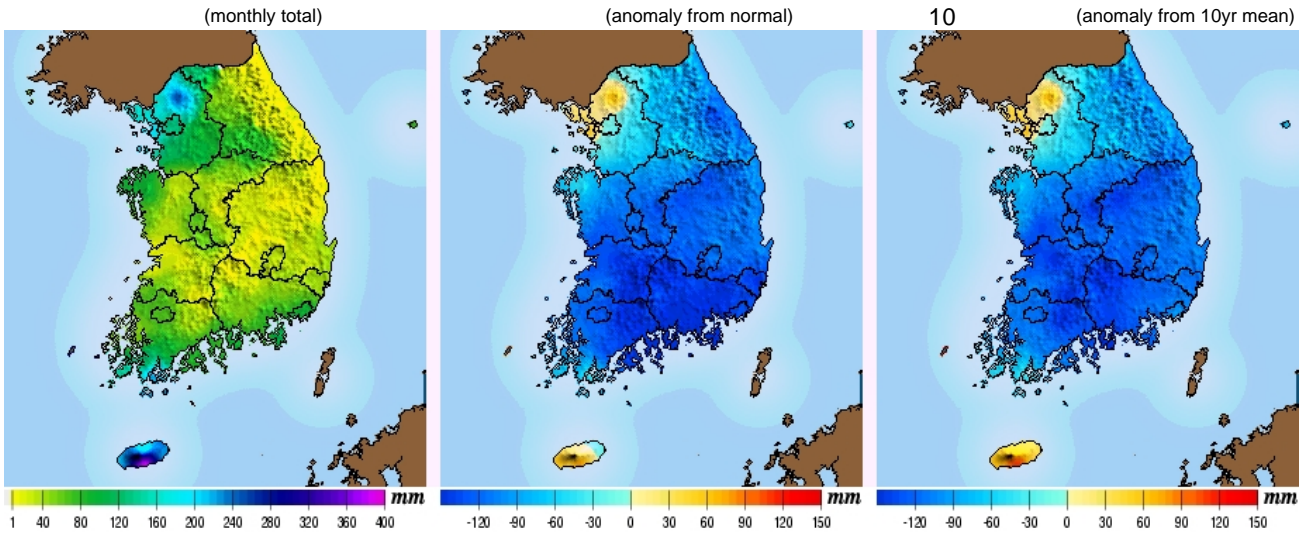 (monthly total)
(anomaly from normal)
10 (anomaly from 10yr mean)
1 40 80 120 160 200 240 280 320 360 400 mm
-120 -90 -60 -30 0 30 60 90 120 150 mm
-120 -90 -60 -30 0 30 60 90 120 150 mm